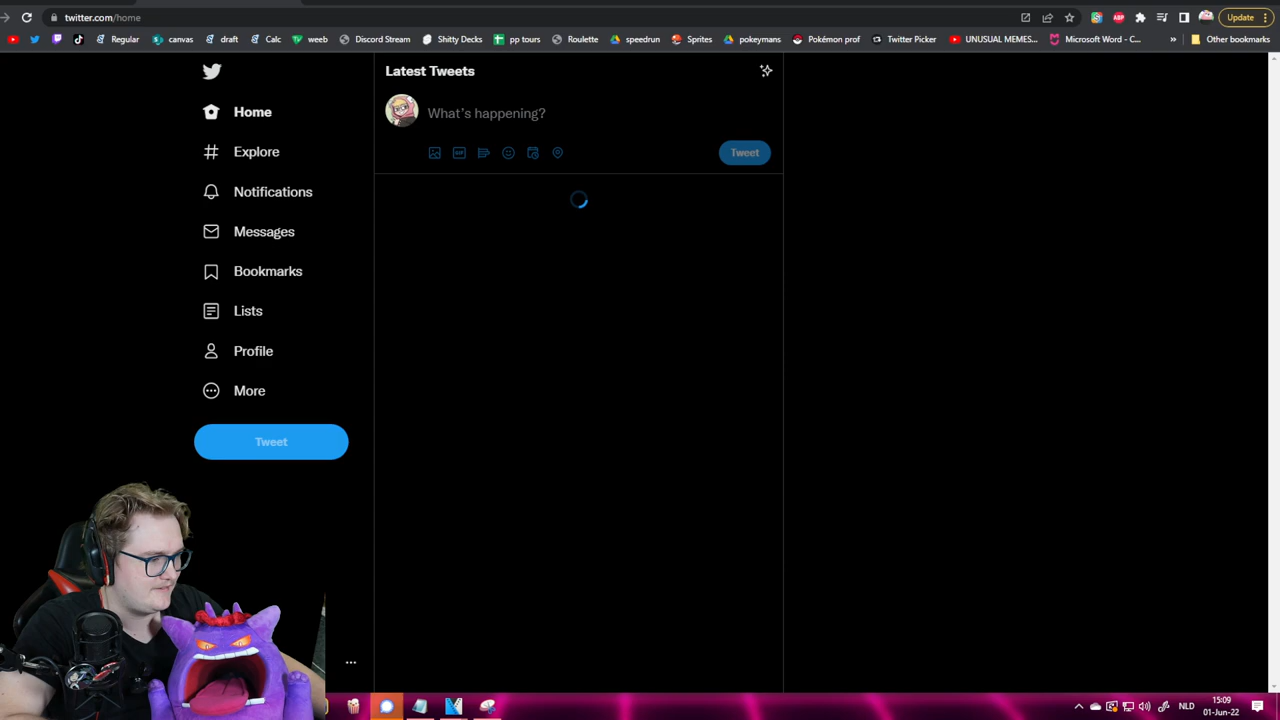 twitter.com/home
Update
Regular
canvas
draft
Calc
weeb
Discord Stream
Shitty Decks
pp tours
Roulette
speedrun
Sprites
pokeymans
Pokémon prof
Twitter Picker
UNUSUAL MEMES...
Microsoft Word - C...
»
Other bookmarks
Latest Tweets
Home
What's happening?
Explore
GIF
Tweet
Notifications
Messages
Bookmarks
Lists
Profile
More
Tweet
ABP
NLD
15:09
01-Jun-22